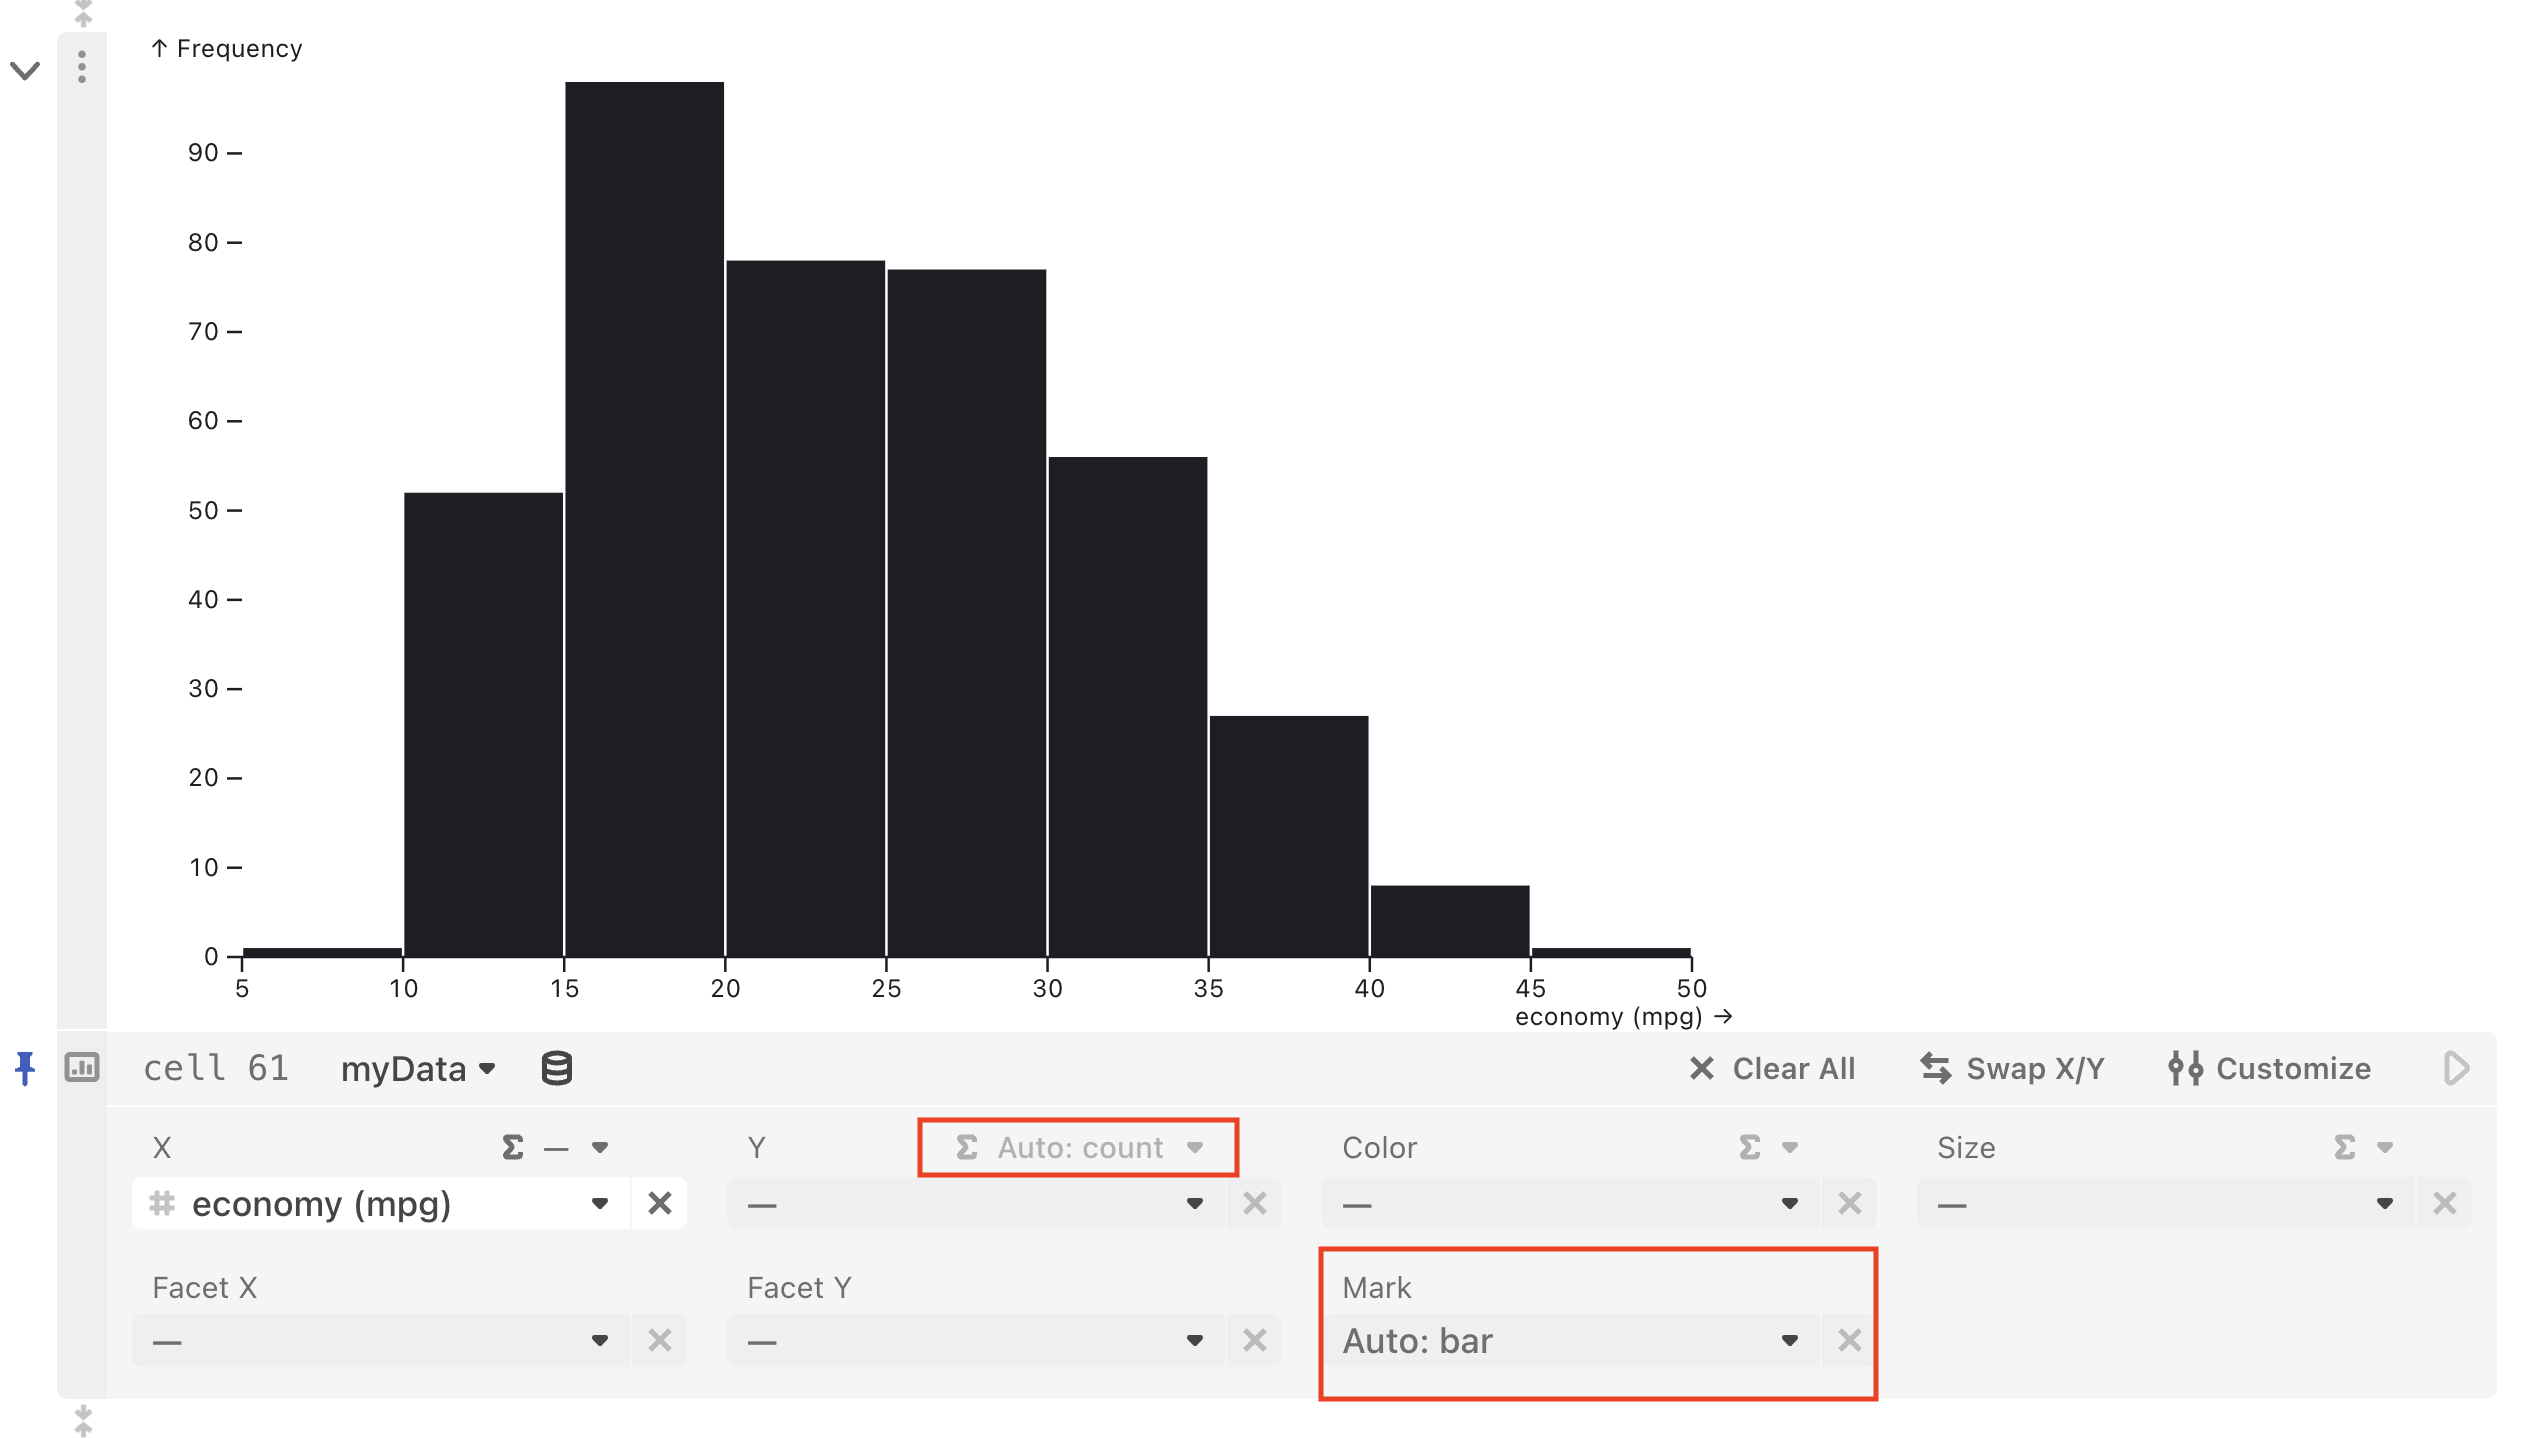 ↑ Frequency
90
80
70
60
50
40
30
20
10
0
5 10 15 20 25 30 35 40 45 50
economy (mpg) →
cell 61 myData Clear All Swap X/Y Customize
X Σ — Y Σ Auto: count Color Σ Size Σ
# economy (mpg) — — —
Facet X Facet Y Mark
— — Auto: bar